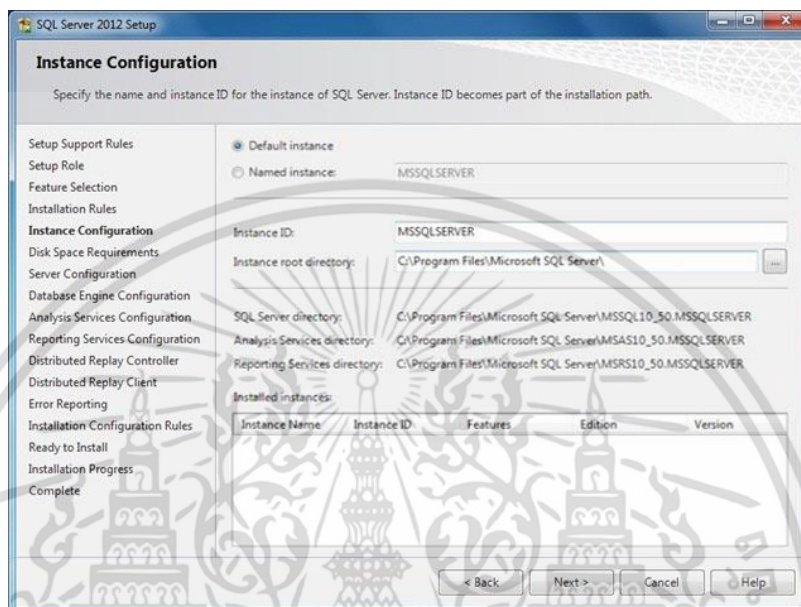 SQL Server 2012 Setup
Instance Configuration
Specify the name and instance ID for the instance of SQL Server. Instance ID becomes part of the installation path.
Setup Support Rules
Setup Role
Feature Selection
Installation Rules
Instance Configuration
Disk Space Requirements
Server Configuration
Database Engine Configuration
Analysis Services Configuration
Reporting Services Configuration
Distributed Replay Controller
Distributed Replay Client
Error Reporting
Installation Configuration Rules
Ready to Install
Installation Progress
Complete
Default instance
Named instance: MSSQLSERVER
Instance ID: MSSQLSERVER
Instance root directory: C:\Program Files\Microsoft SQL Server\ ...
SQL Server directory: C:\Program Files\Microsoft SQL Server\MSSQL10_50.MSSQLSERVER
Analysis Services directory: C:\Program Files\Microsoft SQL Server\MSAS10_50.MSSQLSERVER
Reporting Services directory: C:\Program Files\Microsoft SQL Server\MSRS10_50.MSSQLSERVER
Installed instances:
Instance Name Instance ID Features Edition Version
< Back Next > Cancel Help